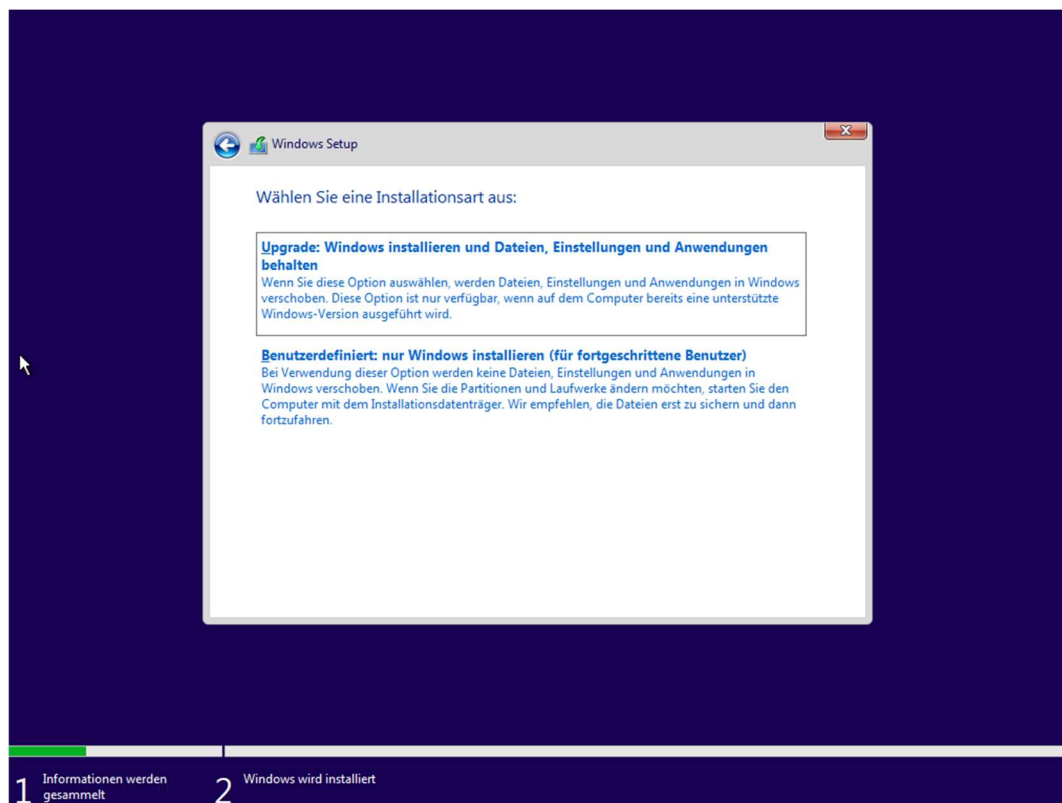 Windows Setup
Wählen Sie eine Installationsart aus:
Upgrade: Windows installieren und Dateien, Einstellungen und Anwendungen
behalten
Wenn Sie diese Option auswählen, werden Dateien, Einstellungen und Anwendungen in Windows
verschoben. Diese Option ist nur verfügbar, wenn auf dem Computer bereits eine unterstützte
Windows-Version ausgeführt wird.
Benutzerdefiniert: nur Windows installieren (für fortgeschrittene Benutzer)
Bei Verwendung dieser Option werden keine Dateien, Einstellungen und Anwendungen in
Windows verschoben. Wenn Sie die Partitionen und Laufwerke ändern möchten, starten Sie den
Computer mit dem Installationsdatenträger. Wir empfehlen, die Dateien erst zu sichern und dann
fortzufahren.
1 Informationen werden
gesammelt
2 Windows wird installiert